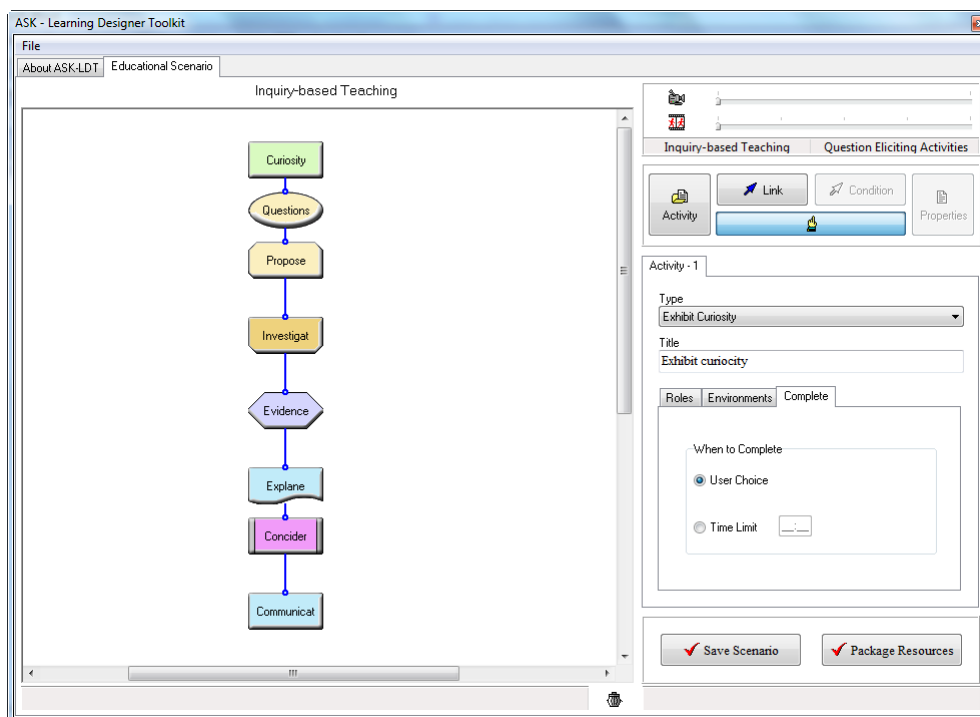 ASK - Learning Designer Toolkit
File
About ASK-LDT Educational Scenario
Inquiry-based Teaching
Curiosity
Questions
Propose
Investigat
Evidence
Explane
Concider
Communicat
Inquiry-based Teaching Question Eliciting Activities
Activity
Link
Condition
Properties
Activity - 1
Type
Exhibit Curiosity
Title
Exhibit curiocity
Roles Environments Complete
When to Complete
User Choice
Time Limit __:__
Save Scenario Package Resources